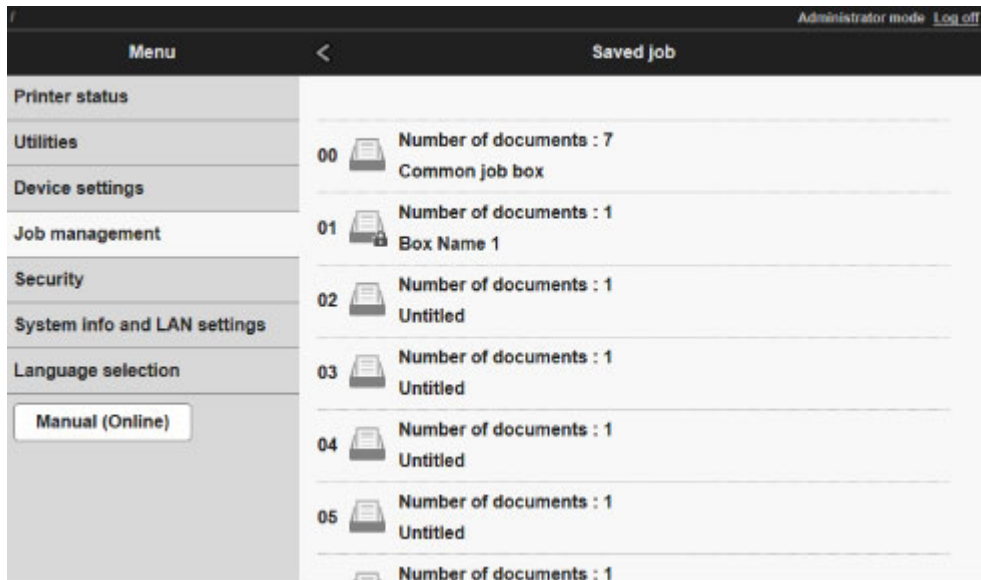 Administrator mode Log off
Menu
< Saved job
Printer status
Utilities
Device settings
Job management
Security
System info and LAN settings
Language selection
Manual (Online)
00 Number of documents : 7
Common job box
01 Number of documents : 1
Box Name 1
02 Number of documents : 1
Untitled
03 Number of documents : 1
Untitled
04 Number of documents : 1
Untitled
05 Number of documents : 1
Untitled
Number of documents : 1